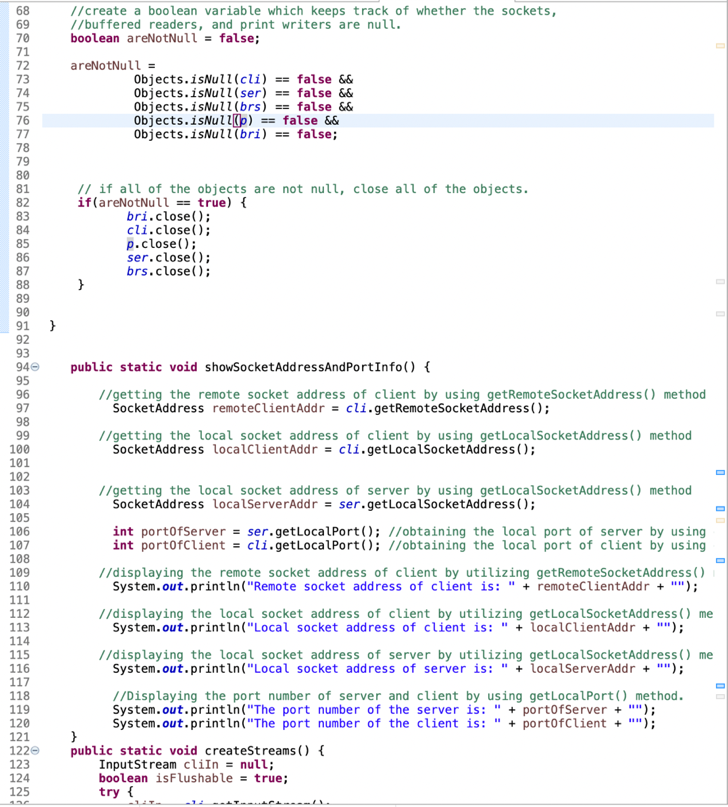 68 //create a boolean variable which keeps track of whether the sockets,
69 //buffered readers, and print writers are null.
70 boolean areNotNull = false;
71
72 areNotNull =
73 Objects.isNull(cli) == false &&
74 Objects.isNull(ser) == false &&
75 Objects.isNull(brs) == false &&
76 Objects.isNull(p) == false &&
77 Objects.isNull(bri) == false;
78
79
80
81 // if all of the objects are not null, close all of the objects.
82 if(areNotNull == true) {
83 bri.close();
84 cli.close();
85 p.close();
86 ser.close();
87 brs.close();
88 }
89
90
91 }
92
93
94 public static void showSocketAddressAndPortInfo() {
95
96 //getting the remote socket address of client by using getRemoteSocketAddress() method
97 SocketAddress remoteClientAddr = cli.getRemoteSocketAddress();
98
99 //getting the local socket address of client by using getLocalSocketAddress() method
100 SocketAddress localClientAddr = cli.getLocalSocketAddress();
101
102
103 //getting the local socket address of server by using getLocalSocketAddress() method
104 SocketAddress localServerAddr = ser.getLocalSocketAddress();
105
106 int portOfServer = ser.getLocalPort(); //obtaining the local port of server by using
107 int portOfClient = cli.getLocalPort(); //obtaining the local port of client by using
108
109 //displaying the remote socket address of client by utilizing getRemoteSocketAddress()
110 System.out.println("Remote socket address of client is: " + remoteClientAddr + "");
111
112 //displaying the local socket address of client by utilizing getLocalSocketAddress() me
113 System.out.println("Local socket address of client is: " + localClientAddr + "");
114
115 //displaying the local socket address of server by utilizing getLocalSocketAddress() me
116 System.out.println("Local socket address of server is: " + localServerAddr + "");
117
118 //Displaying the port number of server and client by using getLocalPort() method.
119 System.out.println("The port number of the server is: " + portOfServer + "");
120 System.out.println("The port number of the client is: " + portOfClient + "");
121 }
122 public static void createStreams() {
123 InputStream cliIn = null;
124 boolean isFlushable = true;
125 try {